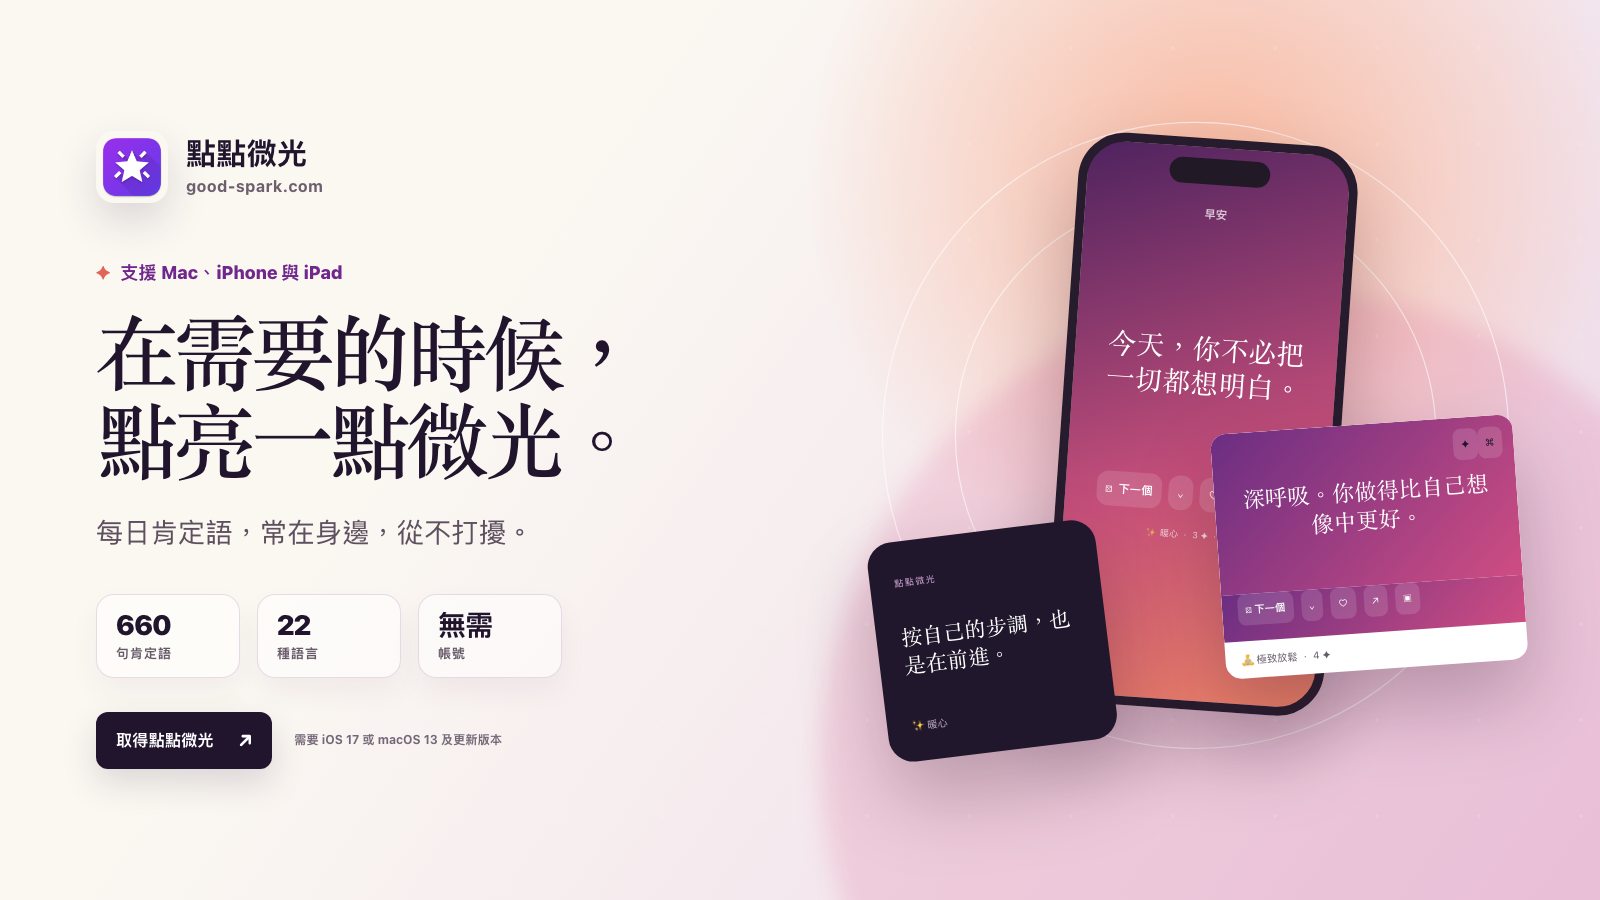 點點微光
good-spark.com
支援 Mac、iPhone 與 iPad
在需要的時候，
點亮一點微光。
每日肯定語，常在身邊，從不打擾。
660
句肯定語
22
種語言
無需
帳號
取得點點微光
需要 iOS 17 或 macOS 13 及更新版本
早安
今天，你不必把
一切都想明白。
下一個
暖心 · 3
點點微光
按自己的步調，也
是在前進。
暖心
深呼吸。你做得比自己想
像中更好。
下一個
極致放鬆 · 4